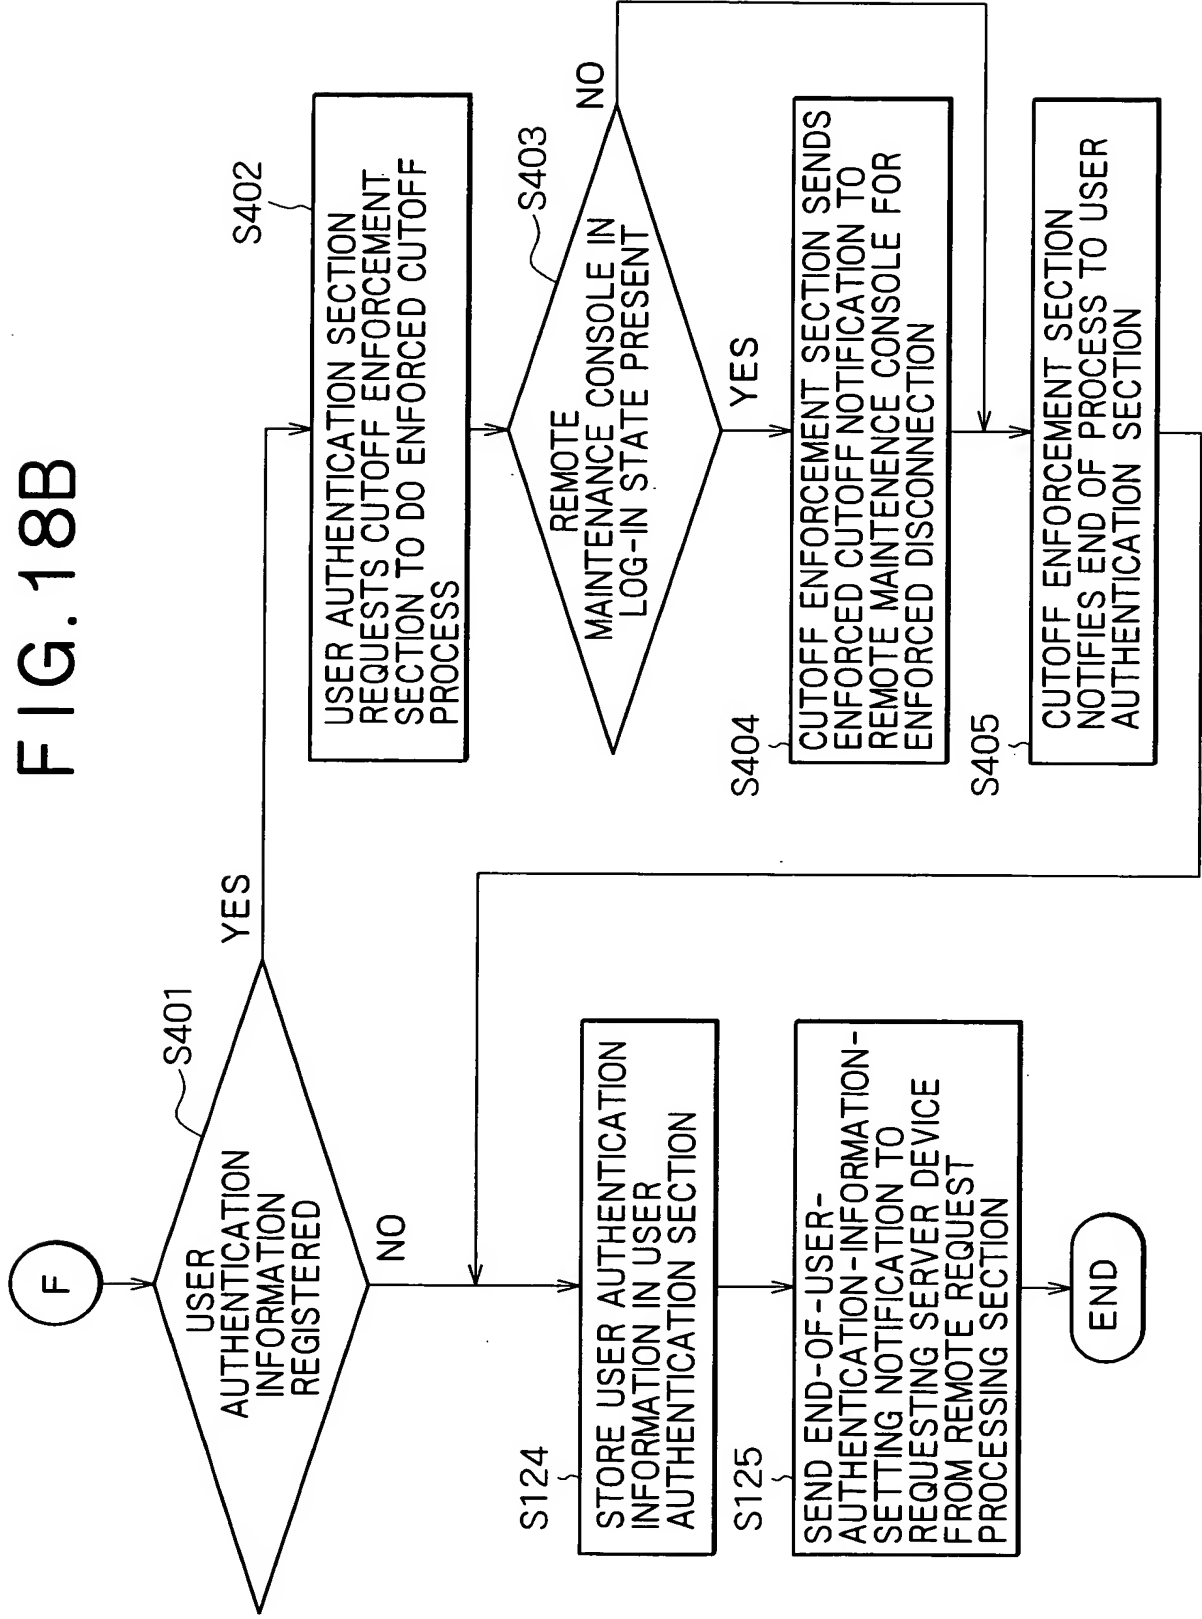 FIG.18B
F
S401
USER
AUTHENTICATION
INFORMATION
REGISTERED
YES
NO
S402
USER AUTHENTICATION SECTION
REQUESTS CUTOFF ENFORCEMENT
SECTION TO DO ENFORCED CUTOFF
PROCESS
S403
REMOTE
MAINTENANCE CONSOLE IN
LOG-IN STATE PRESENT
NO
YES
S404
CUTOFF ENFORCEMENT SECTION SENDS
ENFORCED CUTOFF NOTIFICATION TO
REMOTE MAINTENENCE CONSOLE FOR
ENFORCED DISCONNECTION
S405
CUTOFF ENFORCEMENT SECTION
NOTIFIES END OF PROCESS TO USER
AUTHENTICATION SECTION
S124
STORE USER AUTHENTICATION
INFORMATION IN USER
AUTHENTICATION SECTION
S125
SEND END-OF-USER-
AUTHENTICATION-INFORMATION-
SETTING NOTIFICATION TO
REQUESTING SERVER DEVICE
FROM REMOTE REQUEST
PROCESSING SECTION
END